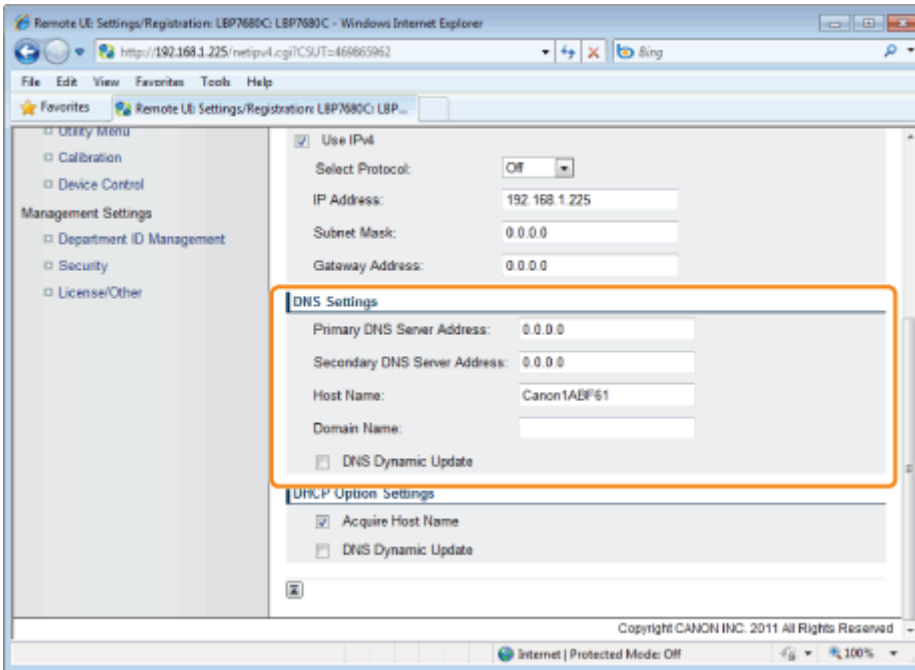 Remote UI: Settings/Registration: LBP7680C: LBP7680C - Windows Internet Explorer
http://192.168.1.225/netipv4.cgi?CSUT=469865962
Bing
File Edit View Favorites Tools Help
Favorites Remote UI: Settings/Registration: LBP7680C: LBP...
Utility Menu
Calibration
Device Control
Management Settings
Department ID Management
Security
License/Other
Use IPv4
Select Protocol: Off
IP Address: 192.168.1.225
Subnet Mask: 0.0.0.0
Gateway Address: 0.0.0.0
DNS Settings
Primary DNS Server Address: 0.0.0.0
Secondary DNS Server Address: 0.0.0.0
Host Name: Canon1ABF61
Domain Name:
DNS Dynamic Update
DHCP Option Settings
Acquire Host Name
DNS Dynamic Update
Copyright CANON INC. 2011 All Rights Reserved
Internet | Protected Mode: Off 100%